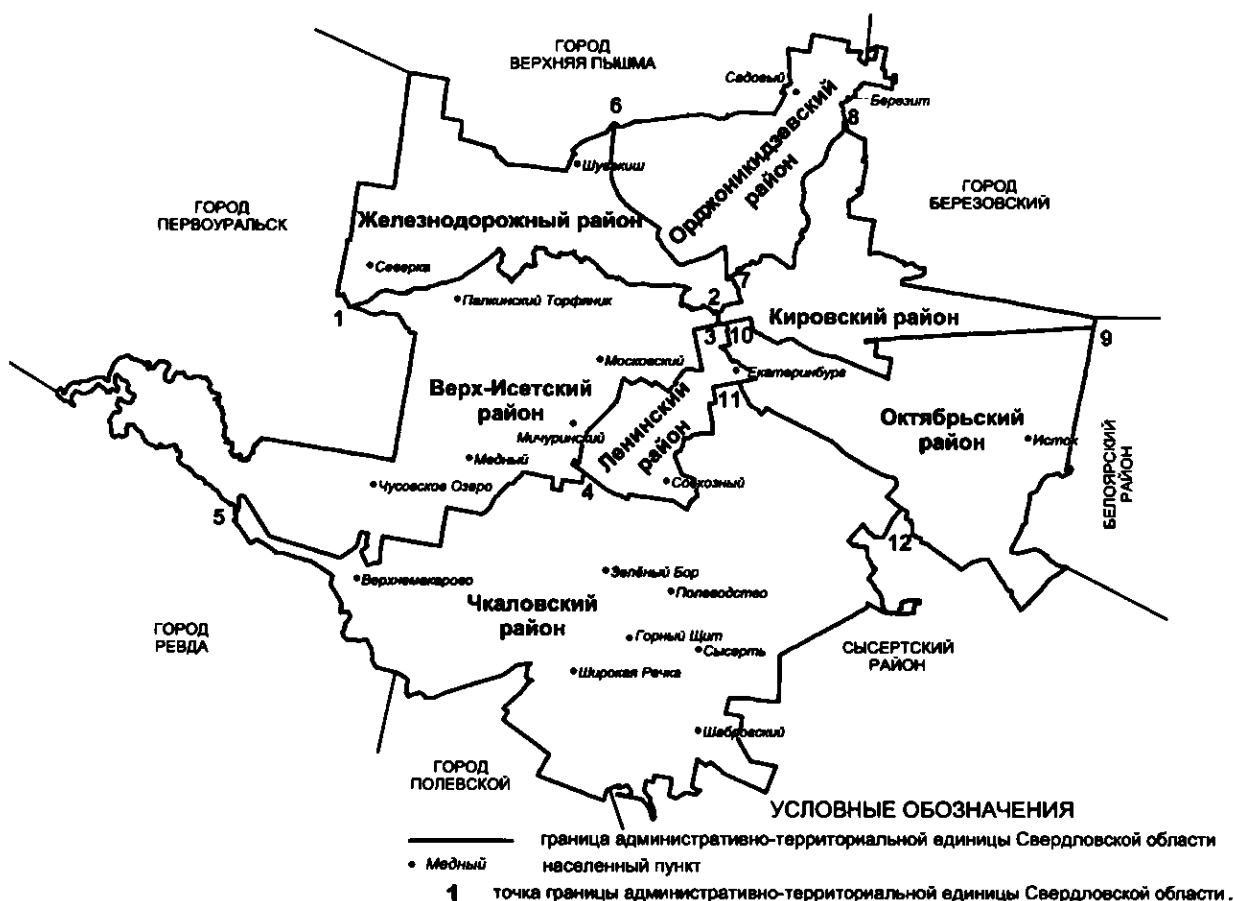 ГОРОД
ВЕРХНЯЯ ПЫШМА
Садовый
Березит
6
8
Орджоникидзевский
район
Шувакиш
ГОРОД
БЕРЕЗОВСКИЙ
ГОРОД
ПЕРВОУРАЛЬСК
Железнодорожный район
Северка
7
1
Палкинский Торфяник
2
Кировский район
3
10
9
Московский
Екатеринбург
Верх-Исетский
район
11
Ленинский
район
Октябрьский
район
Мичуринский
Исток
Медный
БЕЛОЯРСКИЙ
РАЙОН
Чусовское Озеро
4
Совхозный
5
12
Верхнемакарово
Зелёный Бор
Полеводство
Чкаловский
район
ГОРОД
РЕВДА
Горный Щит
Сысерть
СЫСЕРТСКИЙ
РАЙОН
Широкая Речка
Шабровский
ГОРОД
ПОЛЕВСКОЙ
УСЛОВНЫЕ ОБОЗНАЧЕНИЯ
граница административно-территориальной единицы Свердловской области
Медный населенный пункт
1 точка границы административно-территориальной единицы Свердловской области.